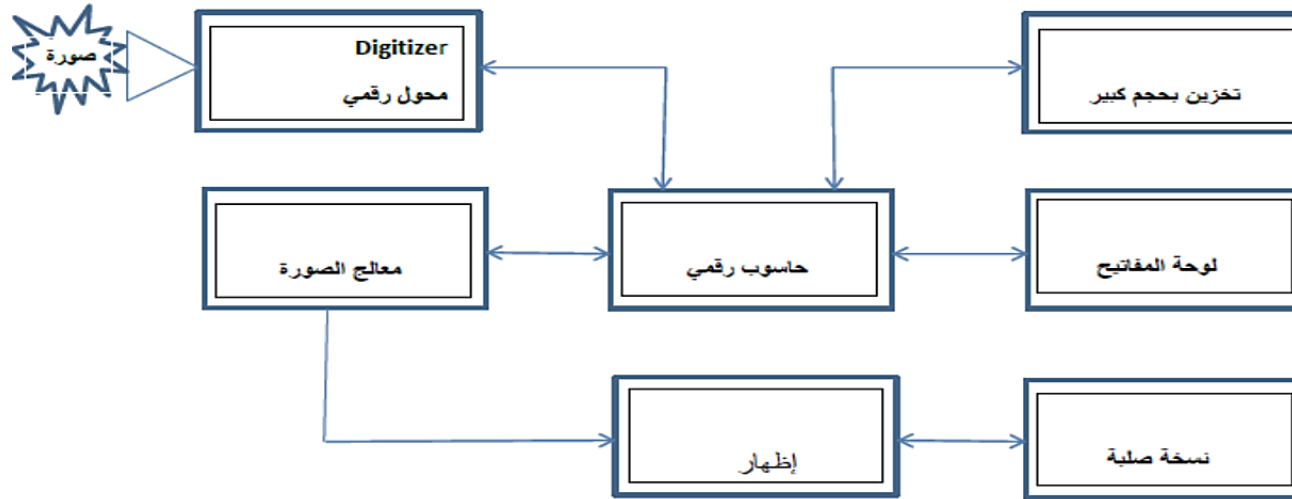 صورة
Digitizer
محول رقمي
تخزين بحجم كبير
معالج الصورة
حاسوب رقمي
لوحة المفاتيح
إظهار
نسخة صلبة